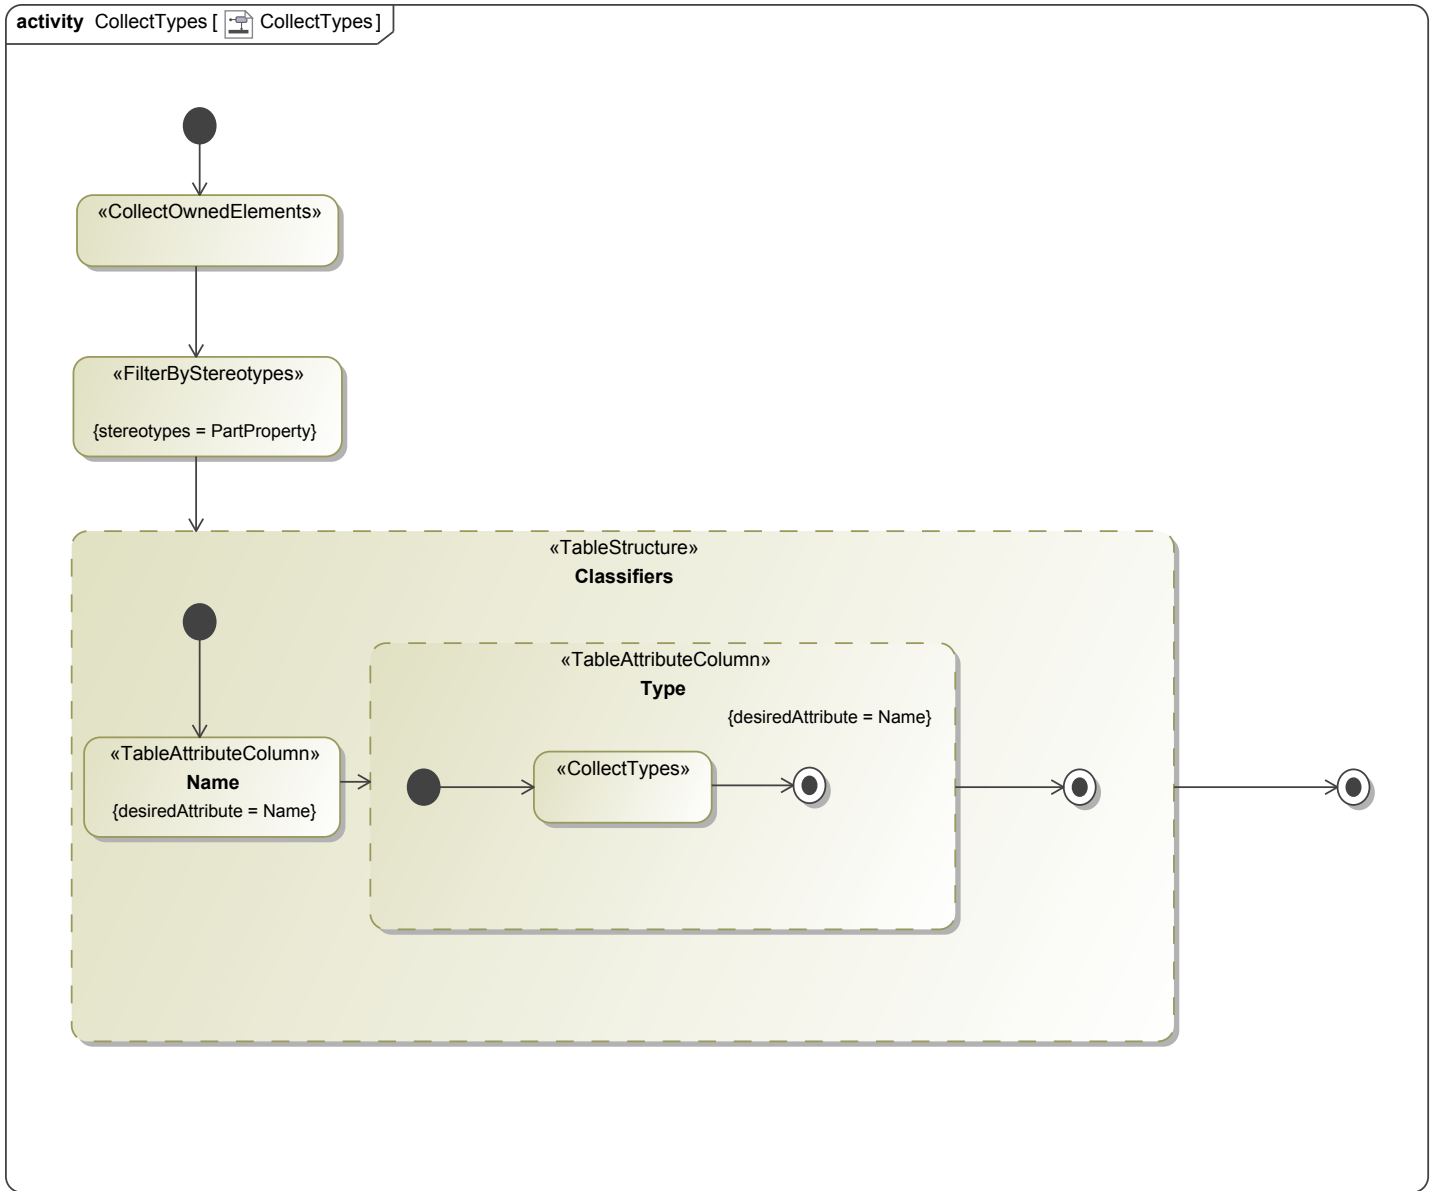 activity CollectTypes [ CollectTypes ]
«CollectOwnedElements»
«FilterByStereotypes»
{stereotypes = PartProperty}
«TableStructure»
Classifiers
«TableAttributeColumn»
Type
{desiredAttribute = Name}
«TableAttributeColumn»
Name
{desiredAttribute = Name}
«CollectTypes»